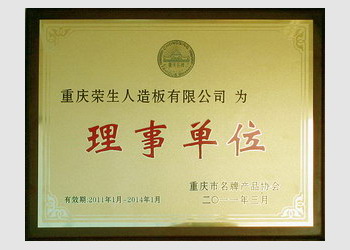 重庆荣生人造板有限公司 为
理事单位
重庆市名牌产品协会
有效期:2011年1月-2014年1月
二〇一一年三月